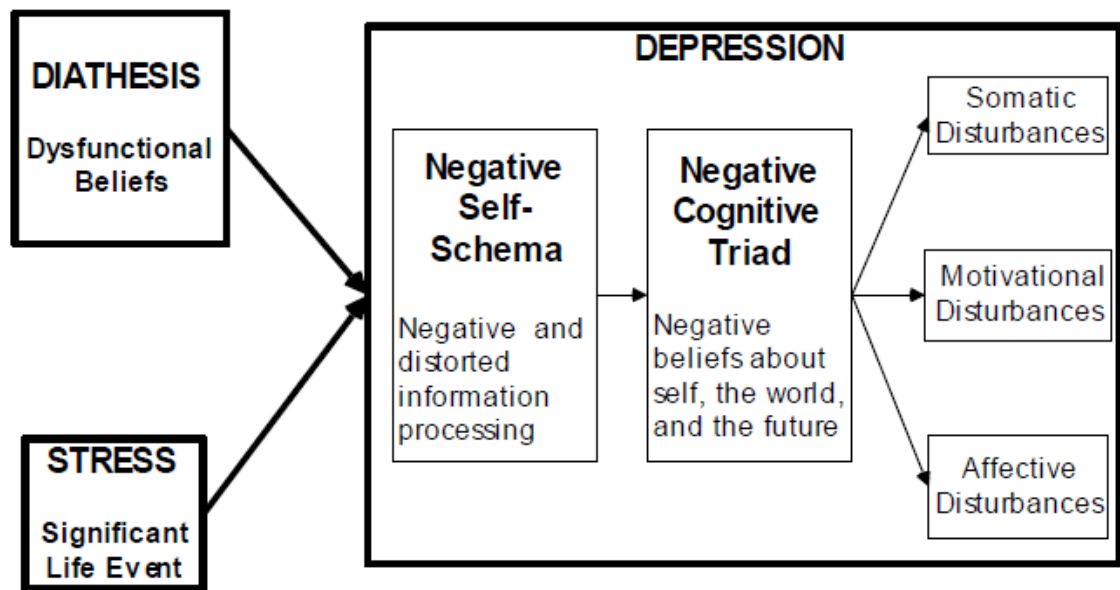 DIATHESIS
Dysfunctional
Beliefs
STRESS
Significant
Life Event
DEPRESSION
Negative
Self-
Schema
Negative and
distorted
information
processing
Negative
Cognitive
Triad
Negative
beliefs about
self, the world,
and the future
Somatic
Disturbances
Motivational
Disturbances
Affective
Disturbances